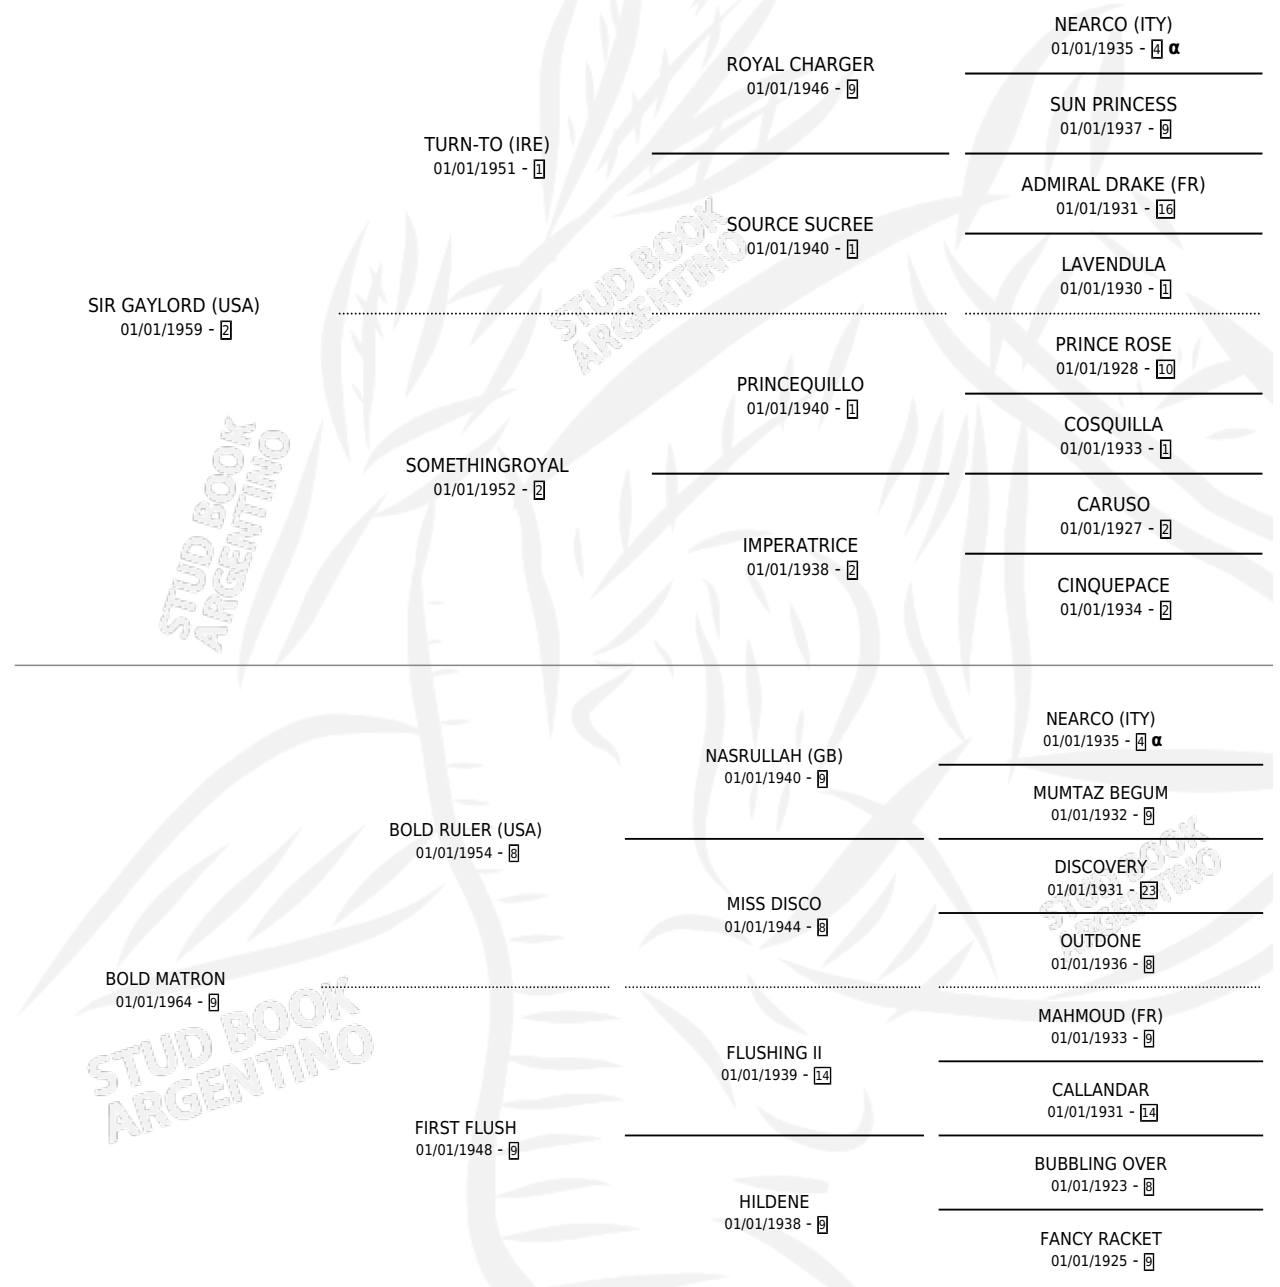 NEARCO (ITY)
01/01/1935 - 4 α
ROYAL CHARGER
01/01/1946 - 9
SUN PRINCESS
01/01/1937 - 9
TURN-TO (IRE)
01/01/1951 - 1
ADMIRAL DRAKE (FR)
01/01/1931 - 16
SOURCE SUCREE
01/01/1940 - 1
LAVENDULA
01/01/1930 - 1
SIR GAYLORD (USA)
01/01/1959 - 2
PRINCE ROSE
01/01/1928 - 10
PRINCEQUILLO
01/01/1940 - 1
COSQUILLA
01/01/1933 - 1
SOMETHINGROYAL
01/01/1952 - 2
CARUSO
01/01/1927 - 2
IMPERATRICE
01/01/1938 - 2
CINQUEPACE
01/01/1934 - 2
STUD BOOK
ARGENTINO
STUD BOOK
ARGENTINO
NEARCO (ITY)
01/01/1935 - 4 α
NASRULLAH (GB)
01/01/1940 - 9
MUMTAZ BEGUM
01/01/1932 - 9
BOLD RULER (USA)
01/01/1954 - 8
DISCOVERY
01/01/1931 - 23
MISS DISCO
01/01/1944 - 8
OUTDONE
01/01/1936 - 8
BOLD MATRON
01/01/1964 - 9
MAHMOUD (FR)
01/01/1933 - 9
FLUSHING II
01/01/1939 - 14
CALLANDAR
01/01/1931 - 14
FIRST FLUSH
01/01/1948 - 9
BUBBLING OVER
01/01/1923 - 8
HILDENE
01/01/1938 - 9
FANCY RACKET
01/01/1925 - 9
STUD BOOK
ARGENTINO
STUD BOOK
ARGENTINO